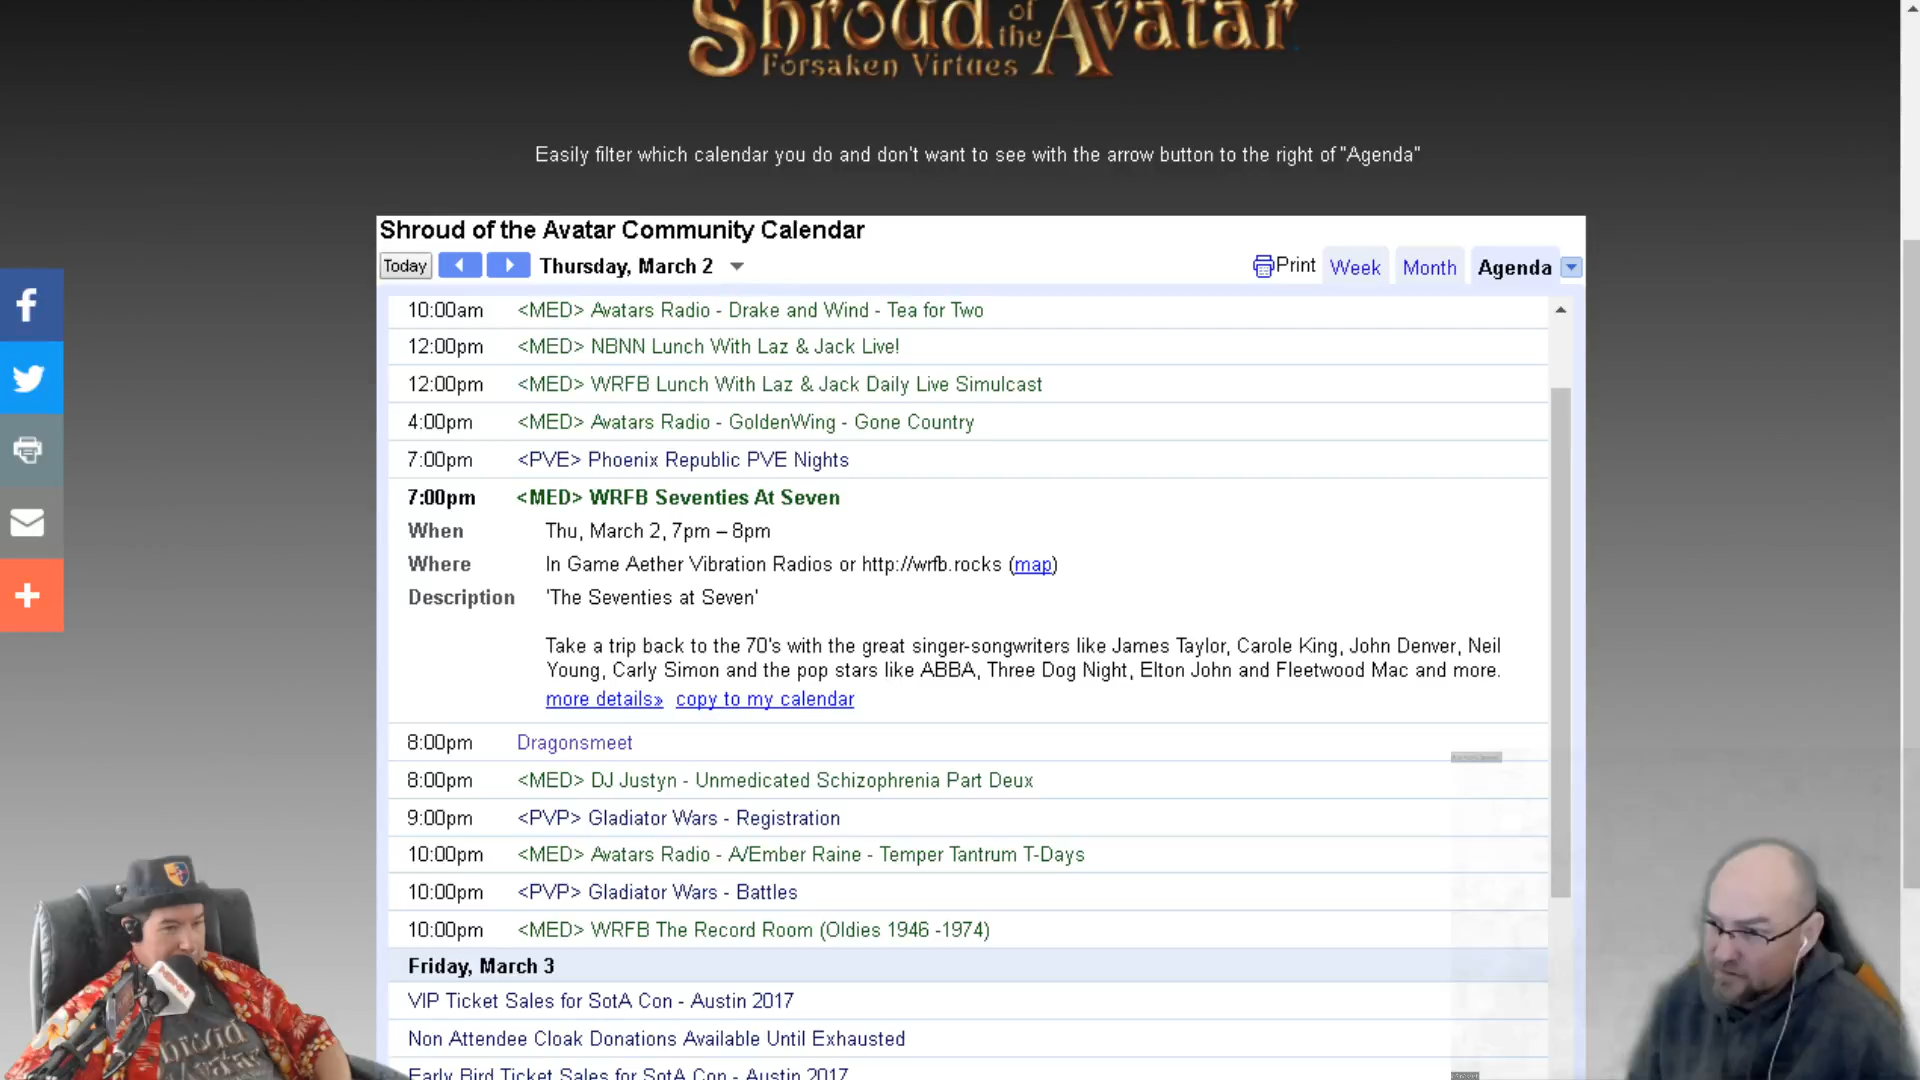 Shroud of the Avatar
Forsaken Virtues
Easily filter which calendar you do and don't want to see with the arrow button to the right of "Agenda"
Shroud of the Avatar Community Calendar
Today Thursday, March 2 Print Week Month Agenda
10:00am <MED> Avatars Radio - Drake and Wind - Tea for Two
12:00pm <MED> NBNN Lunch With Laz & Jack Live!
12:00pm <MED> WRFB Lunch With Laz & Jack Daily Live Simulcast
4:00pm <MED> Avatars Radio - GoldenWing - Gone Country
7:00pm <PVE> Phoenix Republic PVE Nights
7:00pm <MED> WRFB Seventies At Seven
When Thu, March 2, 7pm – 8pm
Where In Game Aether Vibration Radios or http://wrfb.rocks (map)
Description 'The Seventies at Seven'
Take a trip back to the 70's with the great singer-songwriters like James Taylor, Carole King, John Denver, Neil
Young, Carly Simon and the pop stars like ABBA, Three Dog Night, Elton John and Fleetwood Mac and more.
more details» copy to my calendar
8:00pm Dragonsmeet
8:00pm <MED> DJ Justyn - Unmedicated Schizophrenia Part Deux
9:00pm <PVP> Gladiator Wars - Registration
10:00pm <MED> Avatars Radio - A/Ember Raine - Temper Tantrum T-Days
10:00pm <PVP> Gladiator Wars - Battles
10:00pm <MED> WRFB The Record Room (Oldies 1946 -1974)
Friday, March 3
VIP Ticket Sales for SotA Con - Austin 2017
Non Attendee Cloak Donations Available Until Exhausted
Early Bird Ticket Sales for SotA Con - Austin 2017
Shroud
Avatar